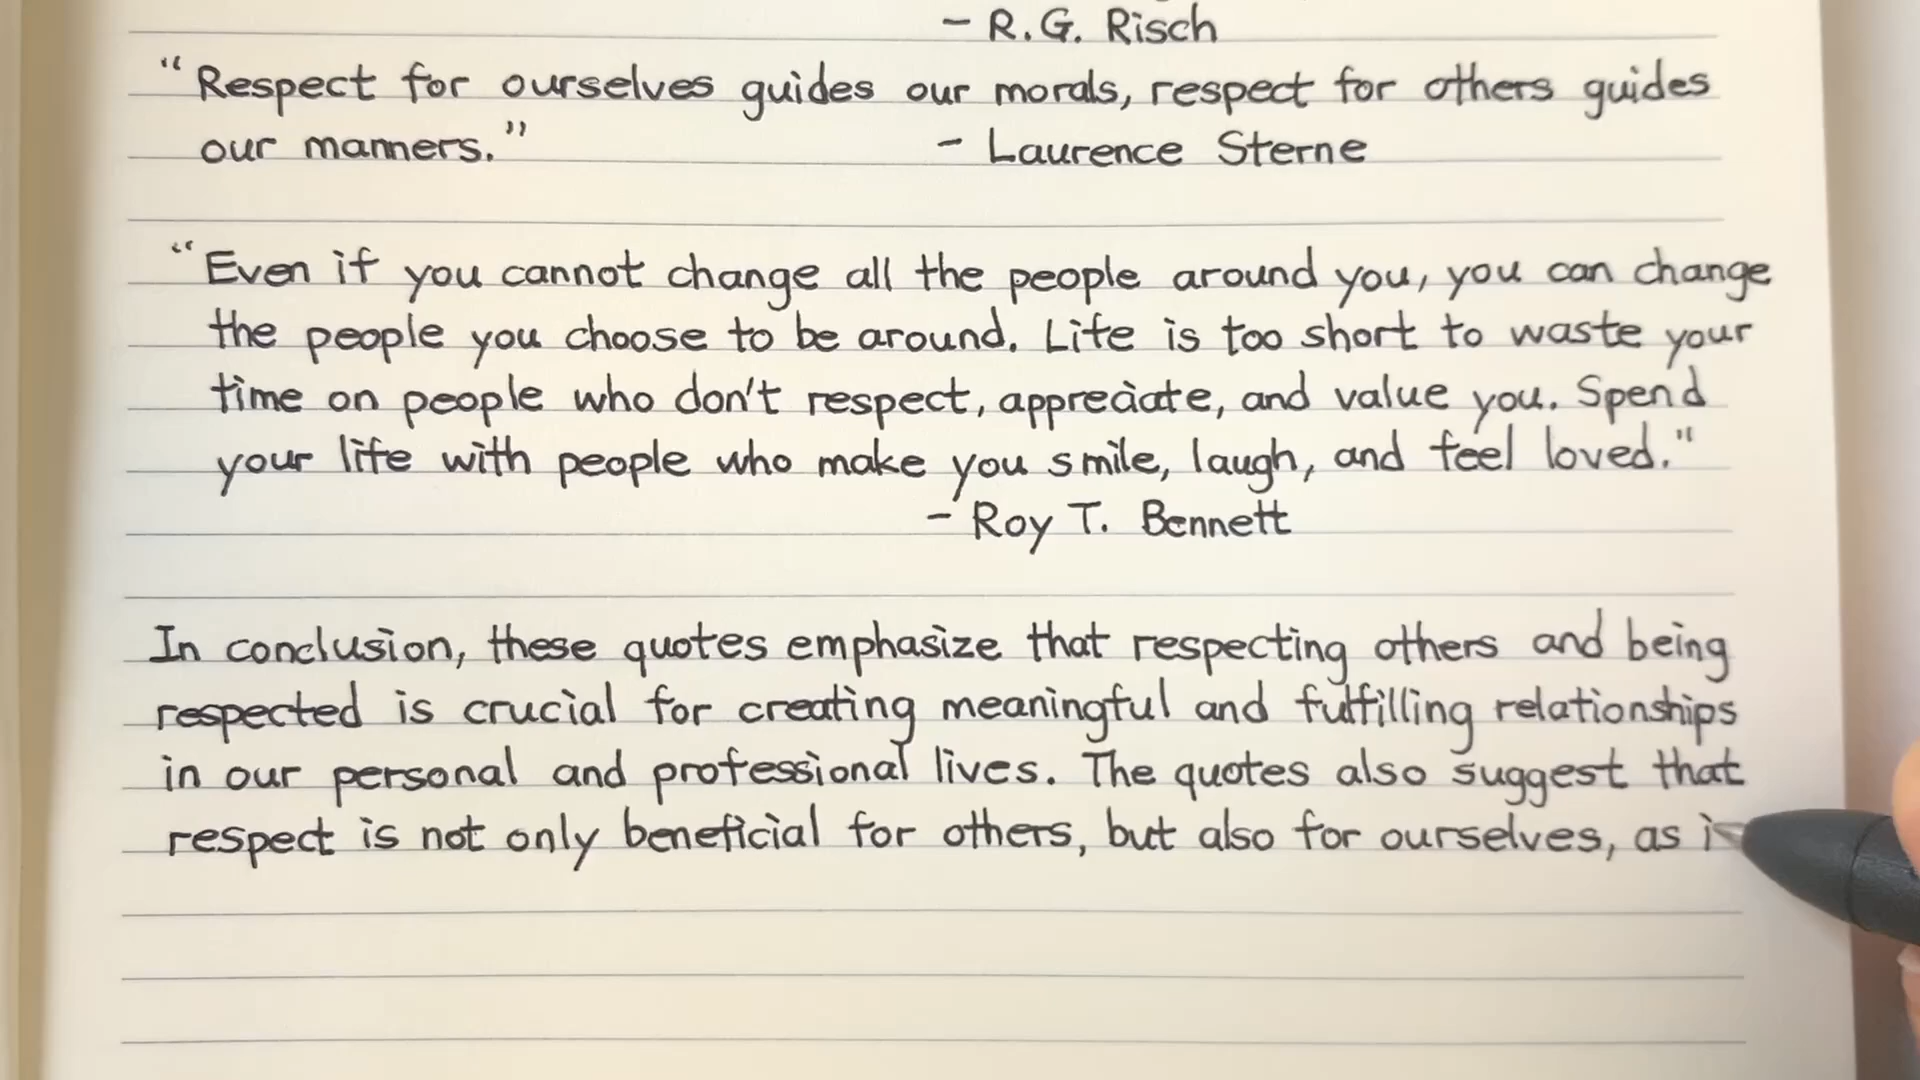 - R.G. Risch
“Respect for ourselves guides our morals, respect for others guides
our manners.”  - Laurence Sterne
“Even if you cannot change all the people around you, you can change
the people you choose to be around. Life is too short to waste your
time on people who don't respect, appreciate, and value you. Spend
your life with people who make you smile, laugh, and feel loved."
- Roy T. Bennett
In conclusion, these quotes emphasize that respecting others and being
respected is crucial for creating meaningful and fulfilling relationships
in our personal and professional lives. The quotes also suggest that
respect is not only beneficial for others, but also for ourselves, as